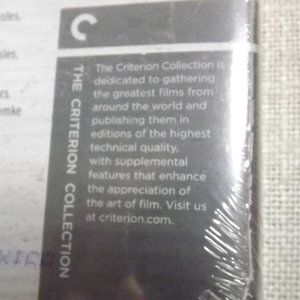 THE CRITERION COLLECTION
The Criterion Collection is
dedicated to gathering
the greatest films from
around the world and
publishing them in
editions of the highest
technical quality,
with supplemental
features that enhance
the appreciation of
the art of film. Visit us
at criterion.com.